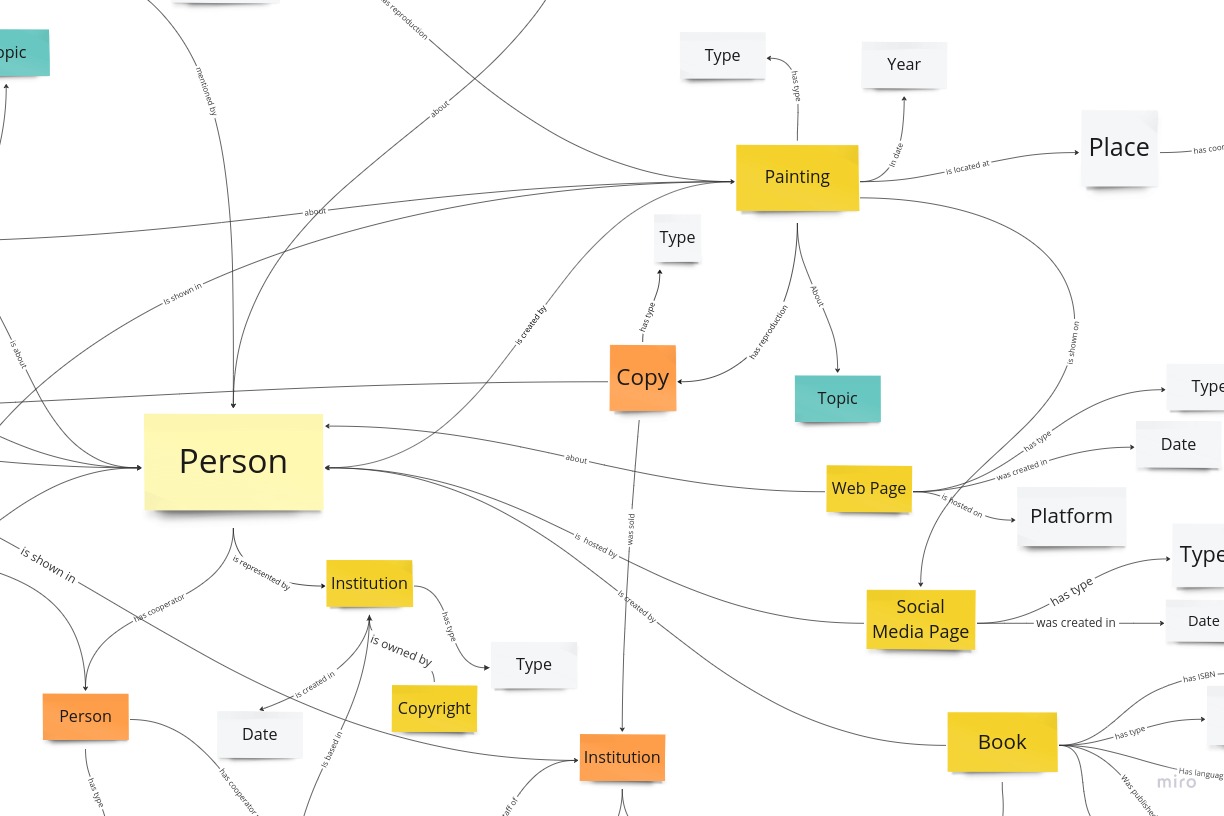 has reproduction
opic
Type
Year
mentioned by
about
has type
In date
Place
has coor
is located at
Painting
about
Type
is shown in
About
is created by
has type
has reproduction
is shown on
is about
Copy
Topic
Type
has type
Date
about
Person
was created in
Web Page
is hosted on
Platform
was sold
is hosted by
is shown in
is represented by
Institution
Type
has type
Social
Media Page
is created by
has cooperator
has type
was created in
Date
is owned by
Type
is created in
has ISBN
Copyright
Person
Date
Book
has type
is based in
Institution
has cooperator
Has languag
Was publishe
has type
aff of
miro